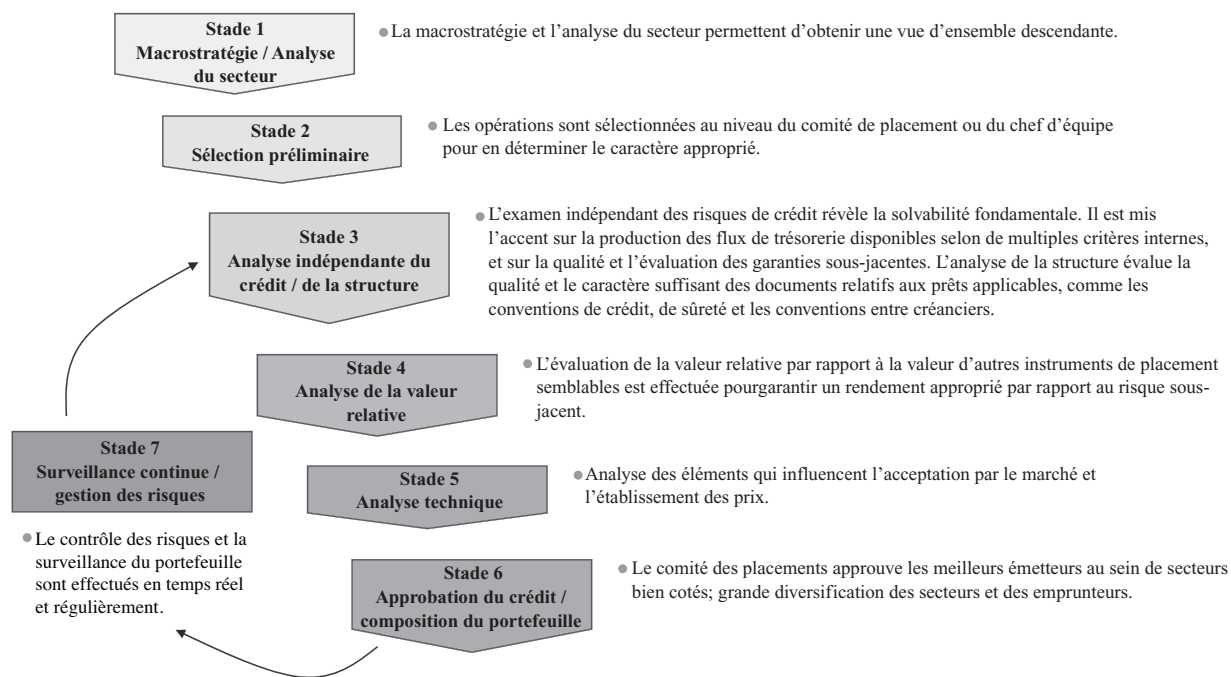 Stade 1
Macrostratégie / Analyse
du secteur
● La macrostratégie et l’analyse du secteur permettent d’obtenir une vue d’ensemble descendante.
Stade 2
Sélection préliminaire
● Les opérations sont sélectionnées au niveau du comité de placement ou du chef d’équipe
pour en déterminer le caractère approprié.
Stade 3
Analyse indépendante du
crédit / de la structure
● L’examen indépendant des risques de crédit révèle la solvabilité fondamentale. Il est mis
l’accent sur la production des flux de trésorerie disponibles selon de multiples critères internes,
et sur la qualité et l’évaluation des garanties sous-jacentes. L’analyse de la structure évalue la
qualité et le caractère suffisant des documents relatifs aux prêts applicables, comme les
conventions de crédit, de sûreté et les conventions entre créanciers.
Stade 4
Analyse de la valeur
relative
● L’évaluation de la valeur relative par rapport à la valeur d’autres instruments de placement
semblables est effectuée pourgarantir un rendement approprié par rapport au risque sous-
jacent.
Stade 5
Analyse technique
● Analyse des éléments qui influencent l’acceptation par le marché et
l’établissement des prix.
Stade 6
Approbation du crédit /
composition du portefeuille
● Le comité des placements approuve les meilleurs émetteurs au sein de secteurs
bien cotés; grande diversification des secteurs et des emprunteurs.
Stade 7
Surveillance continue /
gestion des risques
● Le contrôle des risques et la
surveillance du portefeuille
sont effectués en temps réel
et régulièrement.